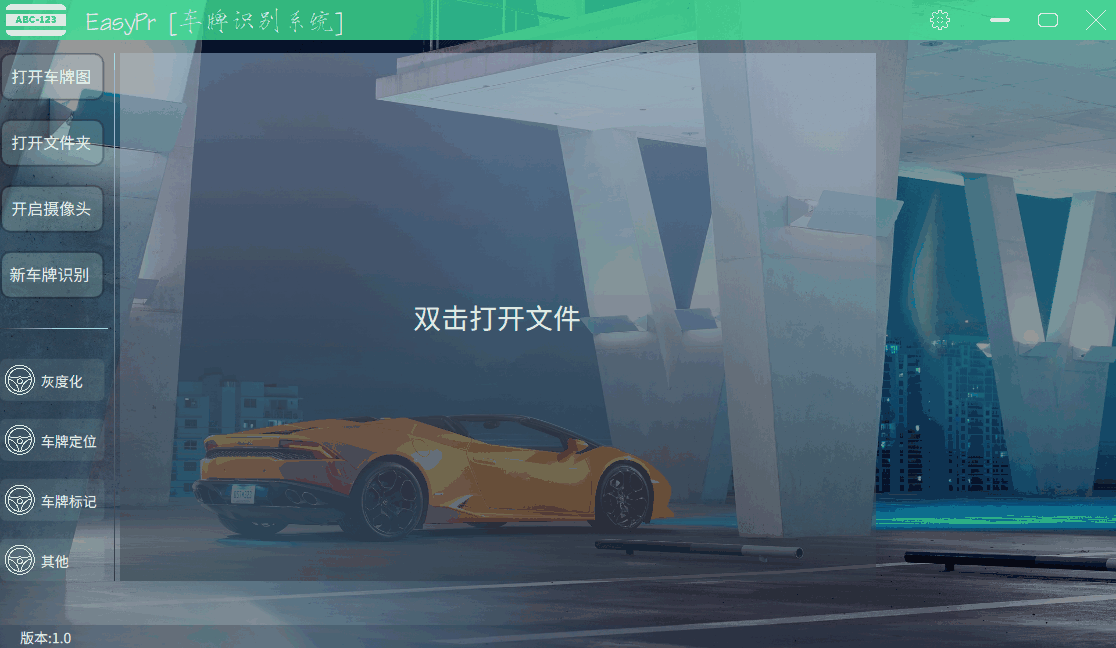 ABC-123
EasyPr [车牌识别系统]
打开车牌图
打开文件夹
开启摄像头
新车牌识别
双击打开文件
灰度化
车牌定位
车牌标记
其他
版本:1.0